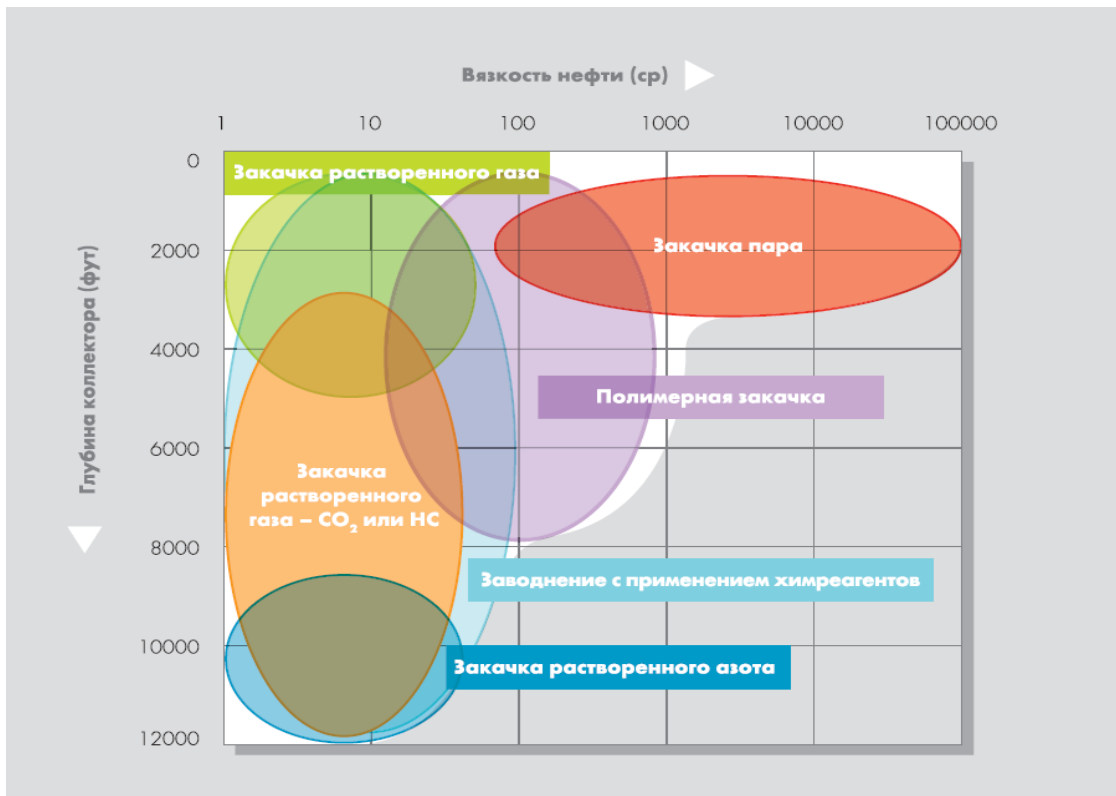 Вязкость нефти (ср)
1 10 100 1000 10000 100000
Глубина коллектора (фут)
0
2000
4000
6000
8000
10000
12000
Закачка растворенного газа
Закачка пара
Полимерная закачка
Закачка
растворенного
газа – CO₂ или HC
Заводнение с применением химреагентов
Закачка растворенного азота